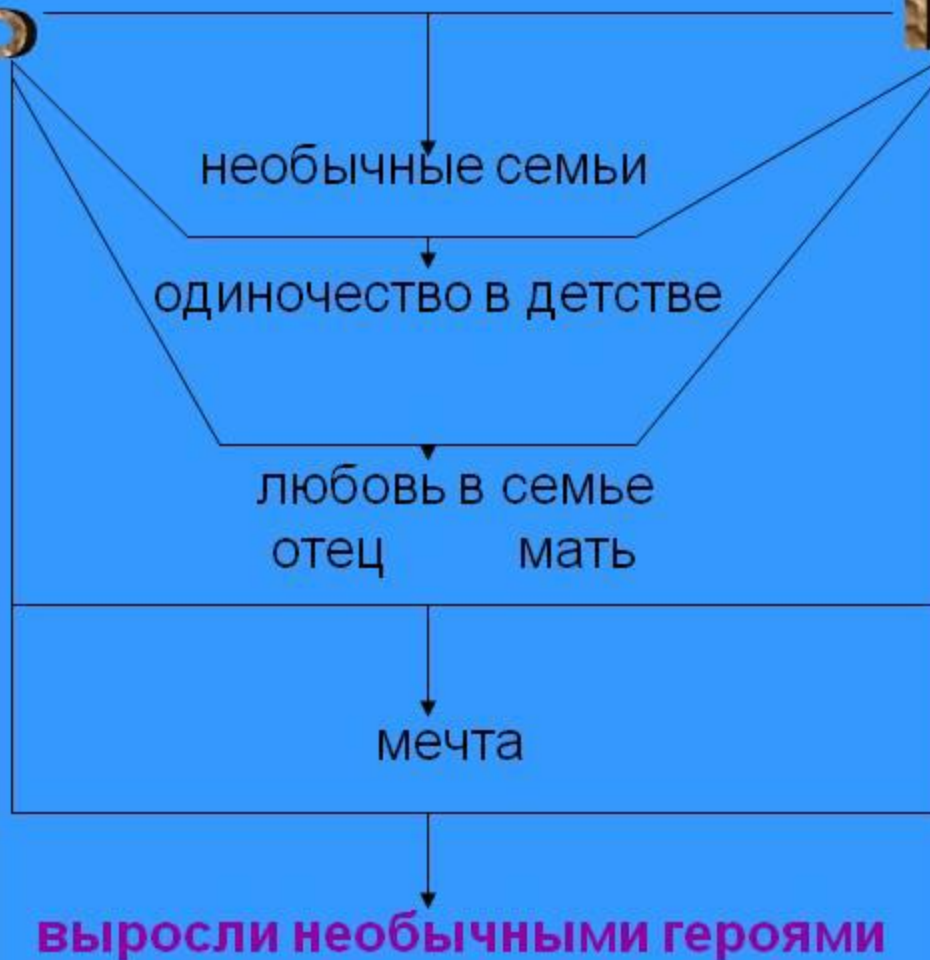 необычные семьи
одиночество в детстве
любовь в семье
отец мать
мечта
выросли необычными героями